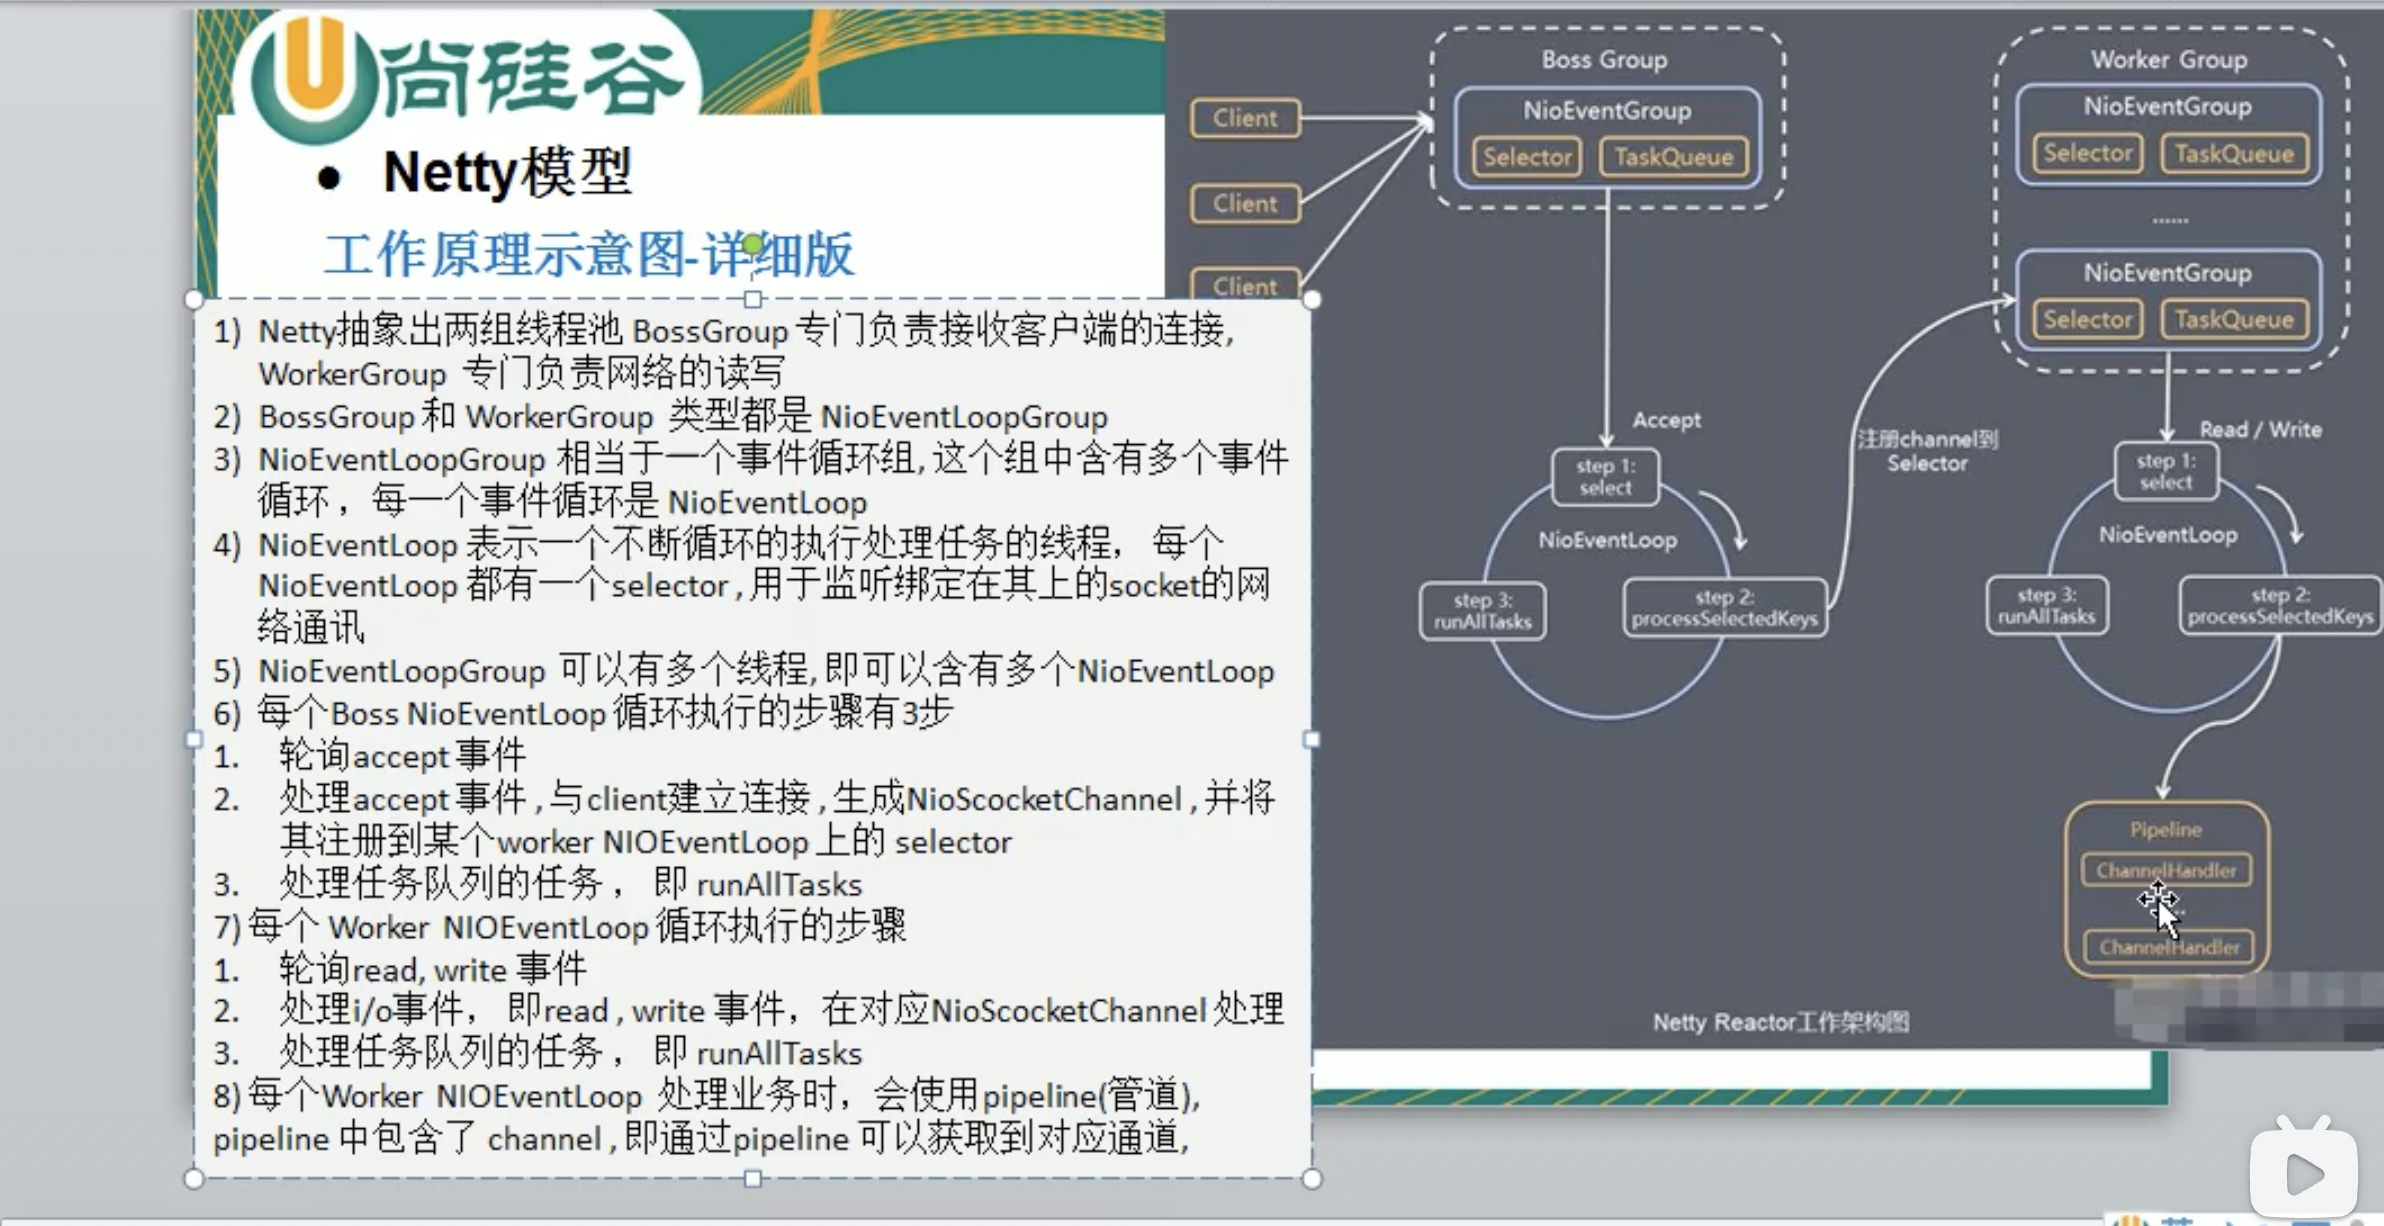 尚硅谷
● Netty模型
工作原理示意图-详细版
1) Netty抽象出两组线程池 BossGroup 专门负责接收客户端的连接,
WorkerGroup 专门负责网络的读写
2) BossGroup 和 WorkerGroup 类型都是 NioEventLoopGroup
3) NioEventLoopGroup 相当于一个事件循环组, 这个组中含有多个事件
循环 , 每一个事件循环是 NioEventLoop
4) NioEventLoop 表示一个不断循环的执行处理任务的线程, 每个
NioEventLoop 都有一个selector , 用于监听绑定在其上的socket的网
络通讯
5) NioEventLoopGroup 可以有多个线程, 即可以含有多个NioEventLoop
6) 每个Boss NioEventLoop 循环执行的步骤有3步
1. 轮询accept 事件
2. 处理accept 事件 , 与client建立连接 , 生成NioScocketChannel , 并将
其注册到某个worker NIOEventLoop 上的 selector
3. 处理任务队列的任务 , 即 runAllTasks
7) 每个 Worker NIOEventLoop 循环执行的步骤
1. 轮询read, write 事件
2. 处理i/o事件, 即read , write 事件, 在对应NioScocketChannel 处理
3. 处理任务队列的任务 , 即 runAllTasks
8) 每个Worker NIOEventLoop 处理业务时, 会使用pipeline(管道),
pipeline 中包含了 channel , 即通过pipeline 可以获取到对应通道,
Client
Client
Client
Boss Group
NioEventGroup
Selector TaskQueue
Accept
step 1:
select
NioEventLoop
step 2:
processSelectedKeys
step 3:
runAllTasks
注册channel到
Selector
Worker Group
NioEventGroup
Selector TaskQueue
......
NioEventGroup
Selector TaskQueue
Read / Write
step 1:
select
NioEventLoop
step 2:
processSelectedKeys
step 3:
runAllTasks
Pipeline
ChannelHandler
ChannelHandler
Netty Reactor工作架构图